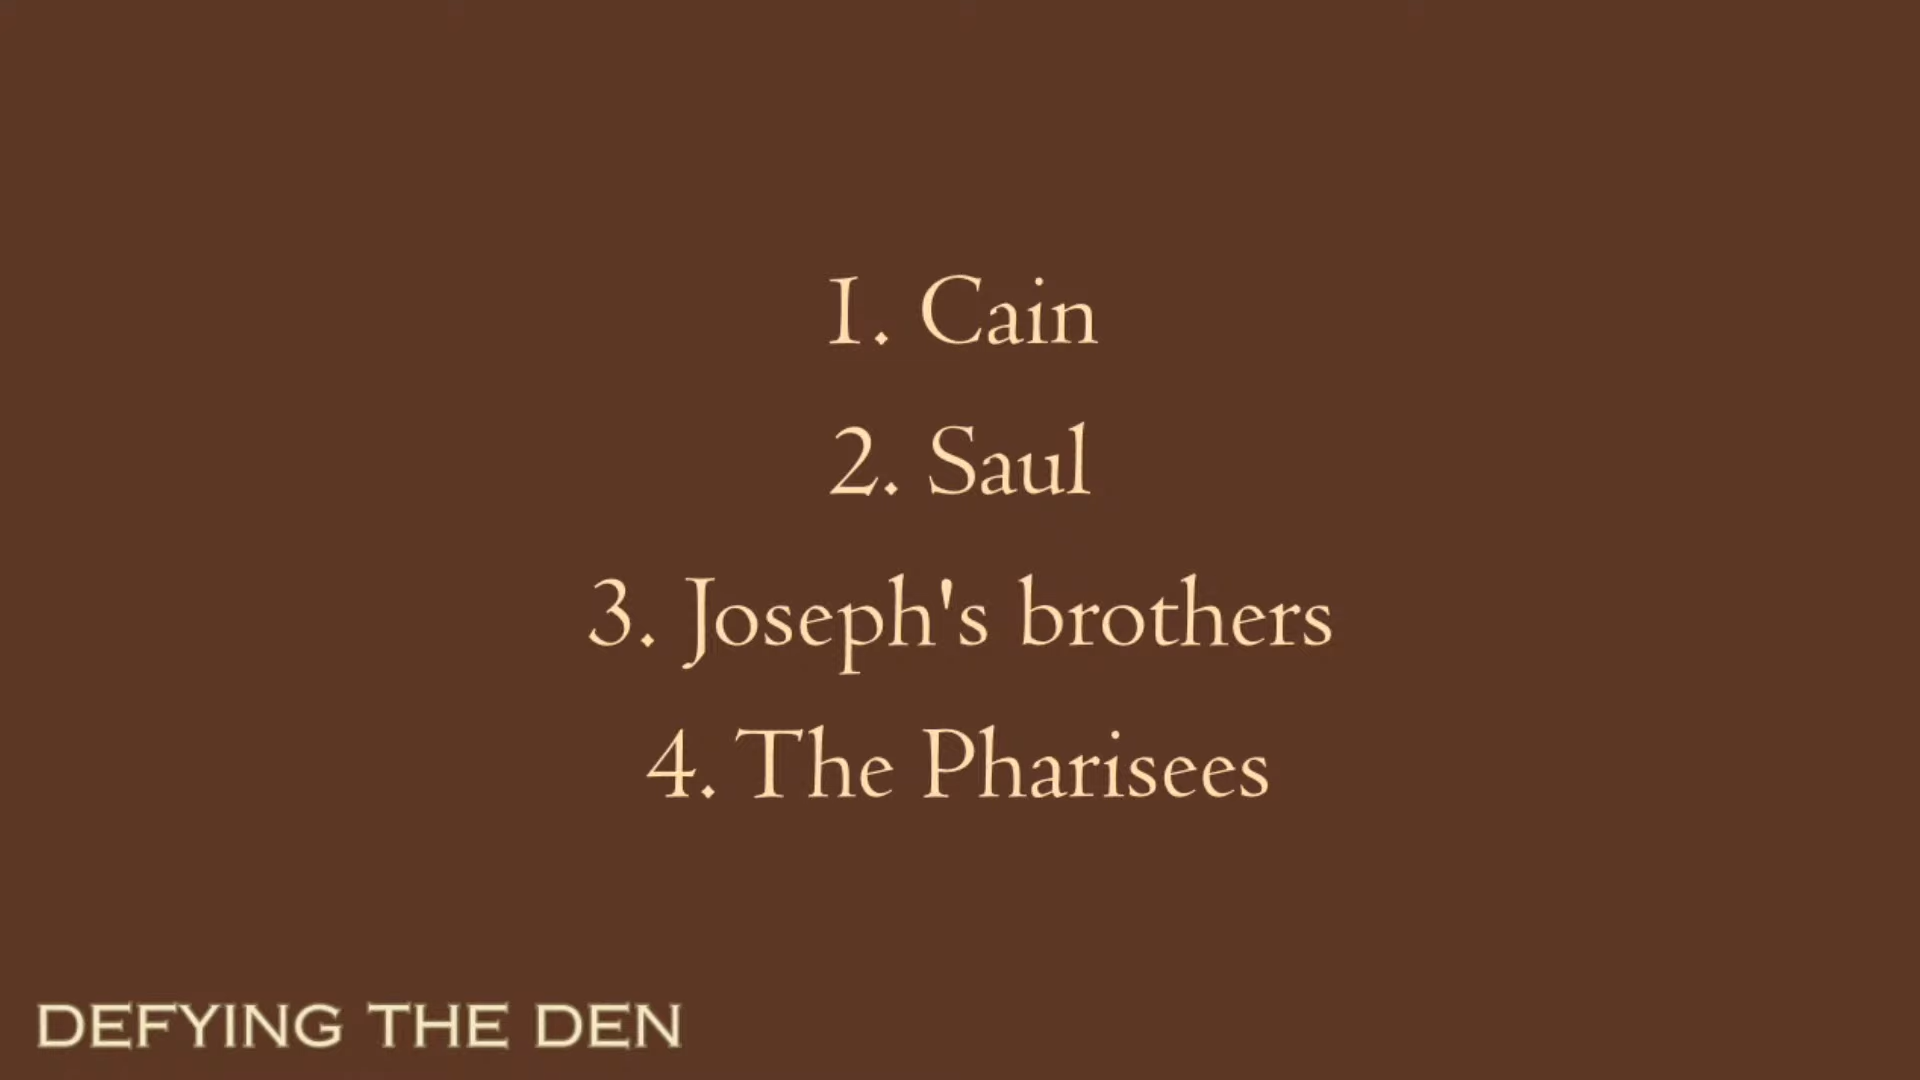 1. Cain
2. Saul
3. Joseph's brothers
4. The Pharisees
DEFYING THE DEN